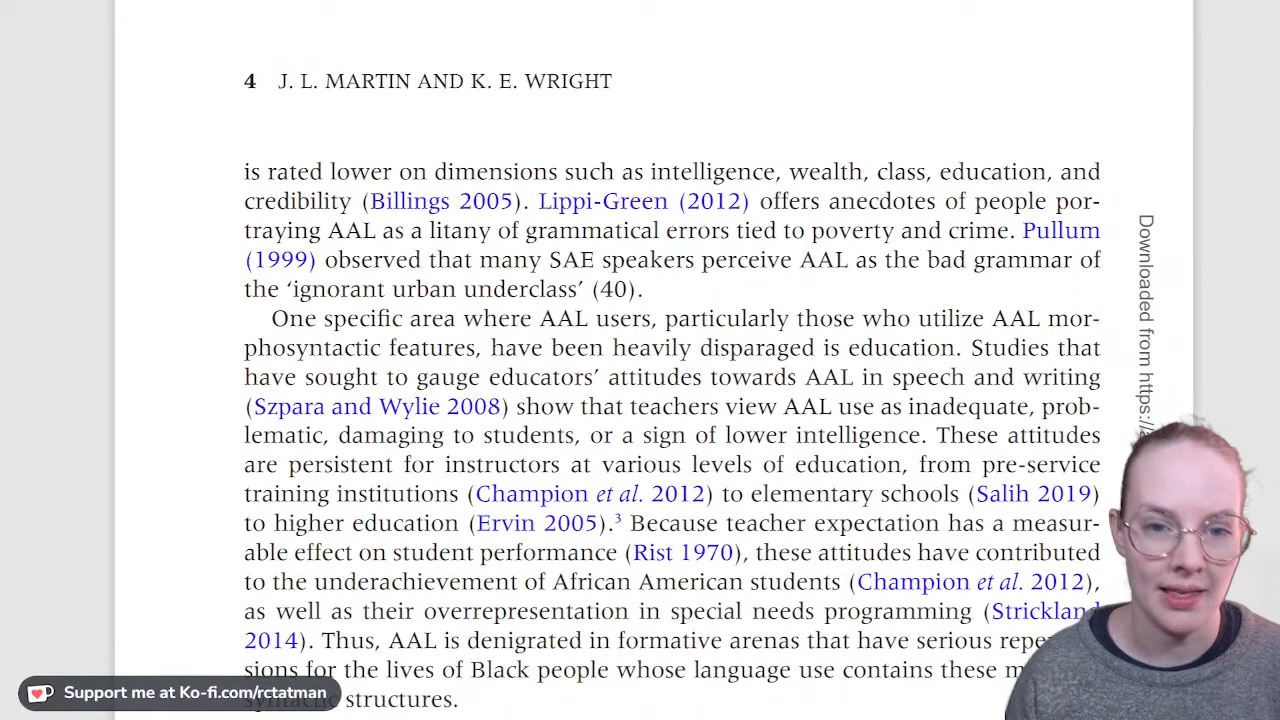 4 J. L. MARTIN AND K. E. WRIGHT
is rated lower on dimensions such as intelligence, wealth, class, education, and
credibility (Billings 2005). Lippi-Green (2012) offers anecdotes of people por-
traying AAL as a litany of grammatical errors tied to poverty and crime. Pullum
(1999) observed that many SAE speakers perceive AAL as the bad grammar of
the ‘ignorant urban underclass’ (40).
One specific area where AAL users, particularly those who utilize AAL mor-
phosyntactic features, have been heavily disparaged is education. Studies that
have sought to gauge educators’ attitudes towards AAL in speech and writing
(Szpara and Wylie 2008) show that teachers view AAL use as inadequate, prob-
lematic, damaging to students, or a sign of lower intelligence. These attitudes
are persistent for instructors at various levels of education, from pre-service
training institutions (Champion et al. 2012) to elementary schools (Salih 2019)
to higher education (Ervin 2005).³ Because teacher expectation has a measur-
able effect on student performance (Rist 1970), these attitudes have contributed
to the underachievement of African American students (Champion et al. 2012),
as well as their overrepresentation in special needs programming (Strickland
2014). Thus, AAL is denigrated in formative arenas that have serious
sions for the lives of Black people whose language use contains these
structures.
Downloaded from https://
Support me at Ko-fi.com/rctatman